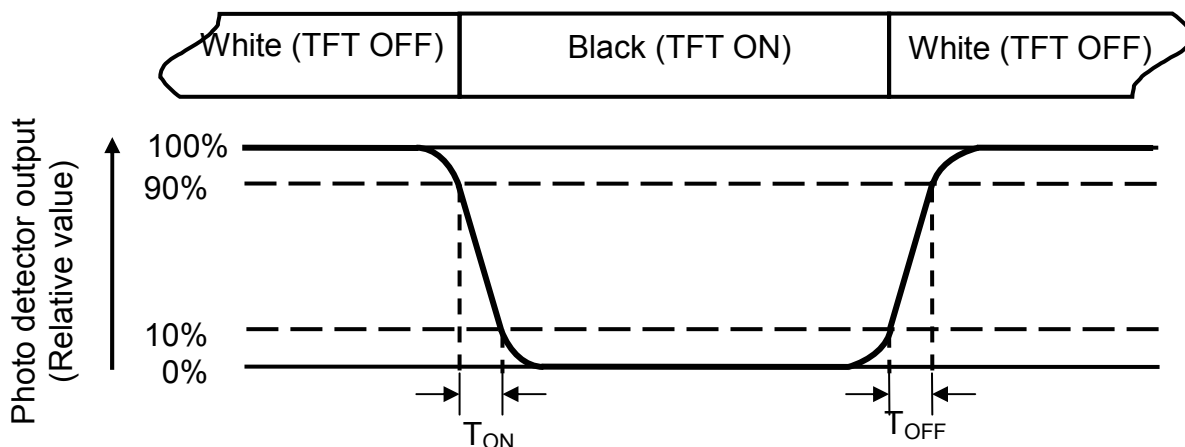 White (TFT OFF)
Black (TFT ON)
White (TFT OFF)
Photo detector output
(Relative value)
100%
90%
10%
0%
TON
TOFF